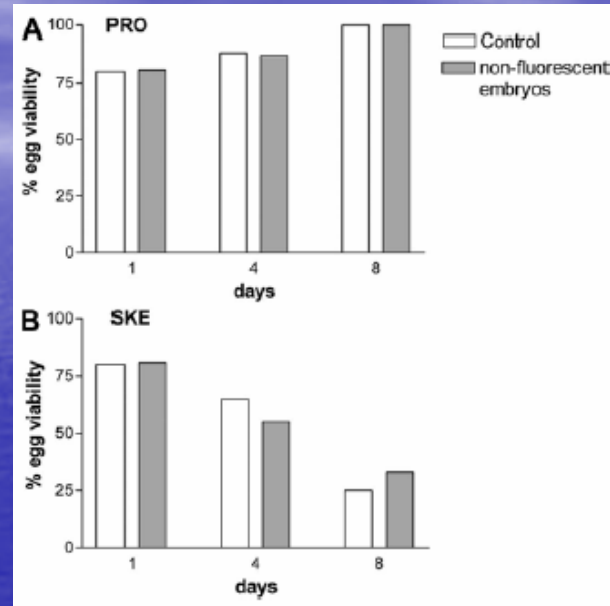 A PRO
100
75
50
25
0
% egg viability
1 4 8
days
Control
non-fluorescent
embryos
B SKE
100
75
50
25
0
% egg viability
1 4 8
days